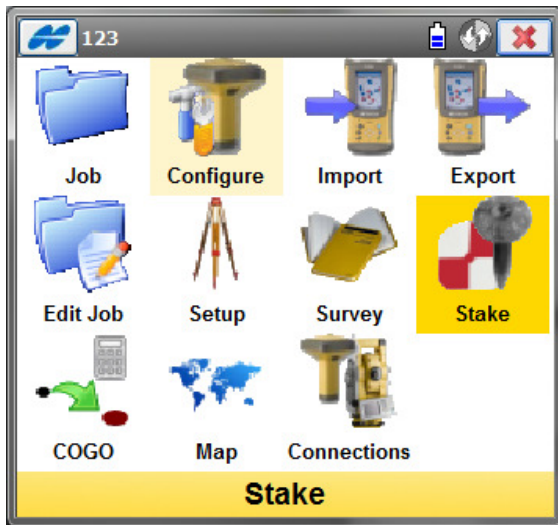 123
Job Configure Import Export
Edit Job Setup Survey Stake
COGO Map Connections
Stake